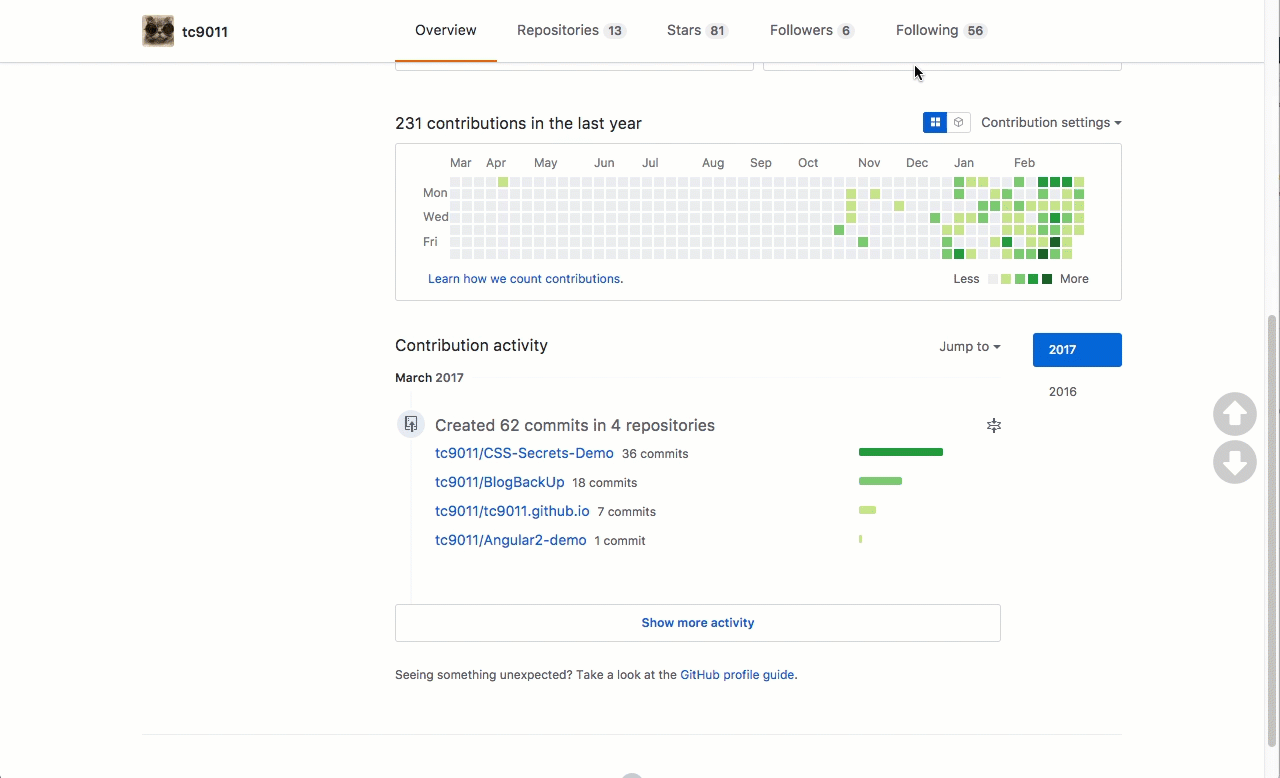 tc9011
Overview Repositories 13 Stars 81 Followers 6 Following 56
231 contributions in the last year
Contribution settings
Mar Apr May Jun Jul Aug Sep Oct Nov Dec Jan Feb
Mon
Wed
Fri
Learn how we count contributions.
Less More
Contribution activity
Jump to
2017
March 2017
2016
Created 62 commits in 4 repositories
tc9011/CSS-Secrets-Demo 36 commits
tc9011/BlogBackUp 18 commits
tc9011/tc9011.github.io 7 commits
tc9011/Angular2-demo 1 commit
Show more activity
Seeing something unexpected? Take a look at the GitHub profile guide.